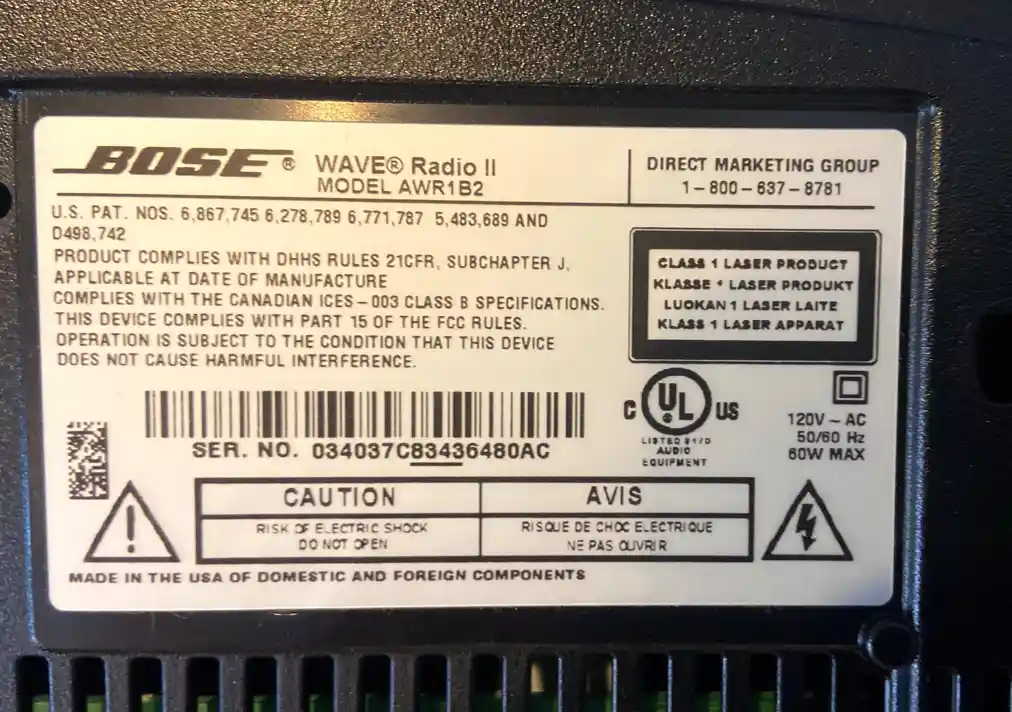 BOSE® WAVE® Radio II
MODEL AWR1B2
DIRECT MARKETING GROUP
1-800-637-8781
U.S. PAT. NOS. 6,867,745 6,278,789 6,771,787 5,483,689 AND
D498,742
PRODUCT COMPLIES WITH DHHS RULES 21CFR, SUBCHAPTER J,
APPLICABLE AT DATE OF MANUFACTURE
COMPLIES WITH THE CANADIAN ICES-003 CLASS B SPECIFICATIONS.
THIS DEVICE COMPLIES WITH PART 15 OF THE FCC RULES.
OPERATION IS SUBJECT TO THE CONDITION THAT THIS DEVICE
DOES NOT CAUSE HARMFUL INTERFERENCE.
CLASS 1 LASER PRODUCT
KLASSE 1 LASER PRODUKT
LUOKAN 1 LASER LAITE
KLASS 1 LASER APPARAT
SER. NO. 034037C83436480AC
C UL® US
LISTED
AUDIO
EQUIPMENT
120V ~ AC
50/60 Hz
60W MAX
CAUTION
RISK OF ELECTRIC SHOCK
DO NOT OPEN
AVIS
RISQUE DE CHOC ELECTRIQUE
NE PAS OUVRIR
MADE IN THE USA OF DOMESTIC AND FOREIGN COMPONENTS